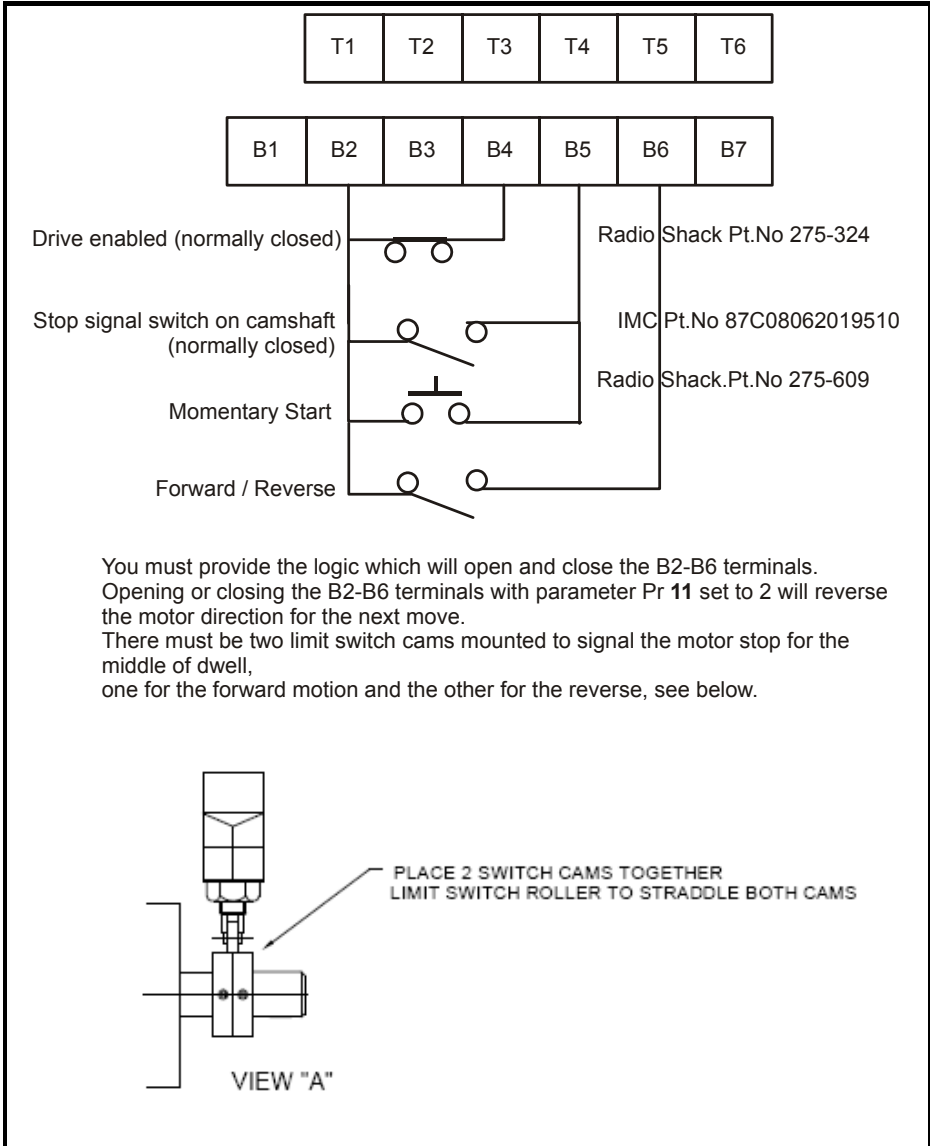 T1 T2 T3 T4 T5 T6
B1 B2 B3 B4 B5 B6 B7
Drive enabled (normally closed)
Radio Shack Pt.No 275-324
Stop signal switch on camshaft
(normally closed)
IMC Pt.No 87C08062019510
Radio Shack.Pt.No 275-609
Momentary Start
Forward / Reverse
You must provide the logic which will open and close the B2-B6 terminals.
Opening or closing the B2-B6 terminals with parameter Pr 11 set to 2 will reverse
the motor direction for the next move.
There must be two limit switch cams mounted to signal the motor stop for the
middle of dwell,
one for the forward motion and the other for the reverse, see below.
PLACE 2 SWITCH CAMS TOGETHER
LIMIT SWITCH ROLLER TO STRADDLE BOTH CAMS
VIEW "A"